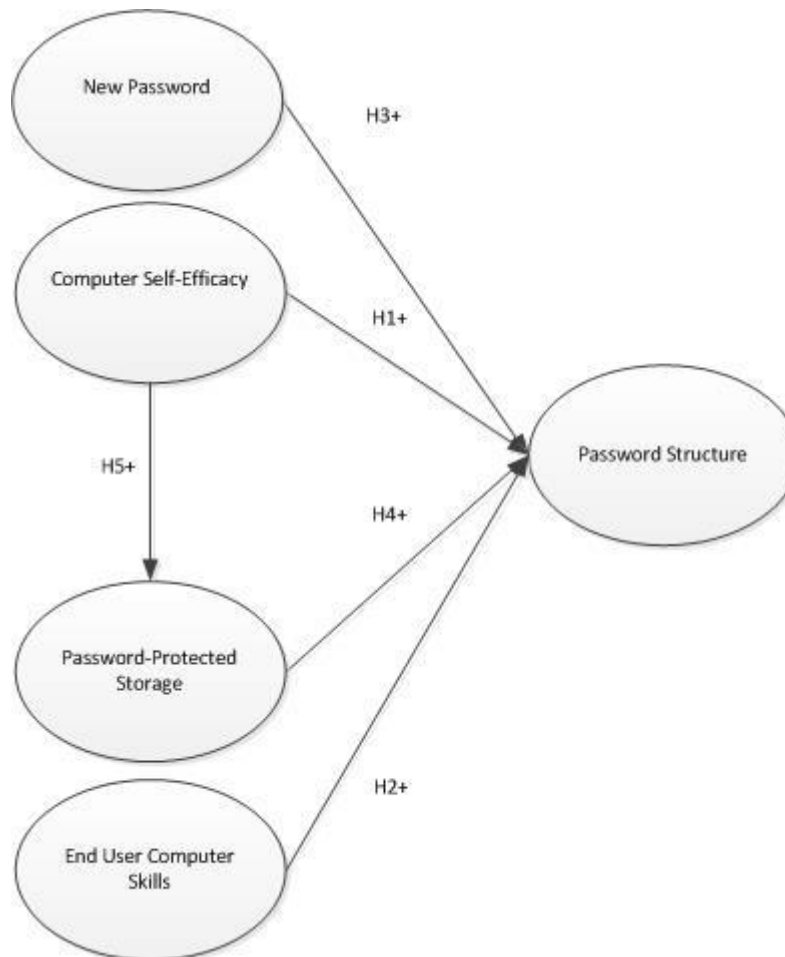 New Password
H3+
Computer Self-Efficacy
H1+
Password Structure
H5+
H4+
Password-Protected
Storage
H2+
End User Computer
Skills